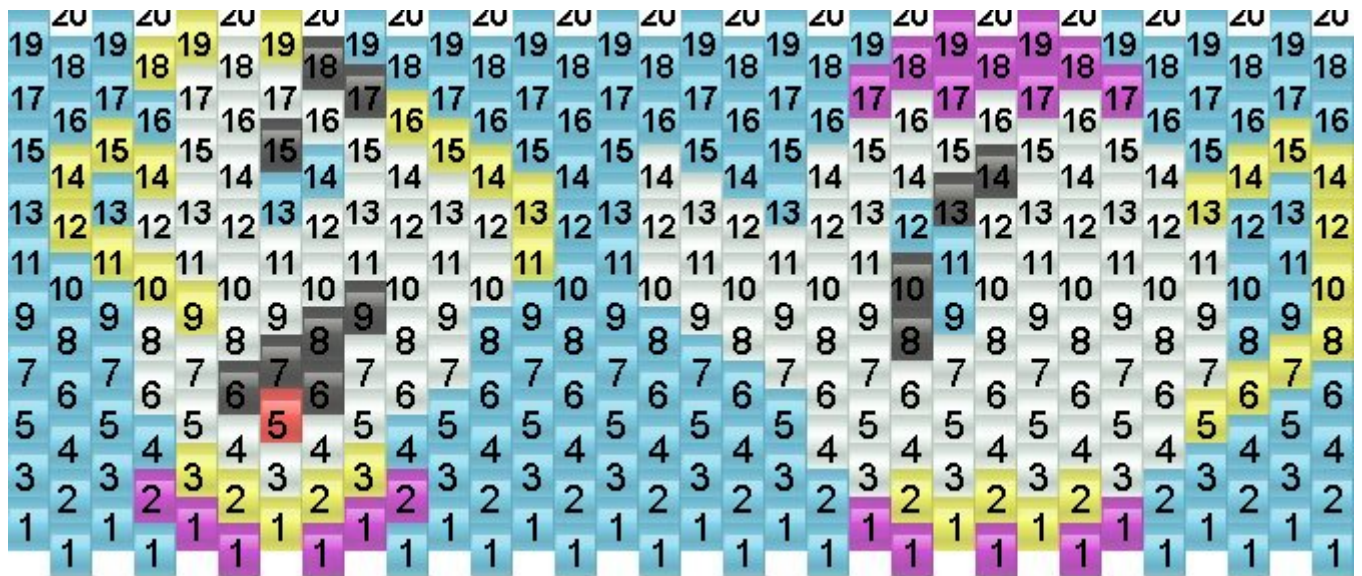 20 20 20 20 20 20 20 20 20 20 20 20 20 20 20 20
19 19 19 19 19 19 19 19 19 19 19 19 19 19 19 19
18 18 18 18 18 18 18 18 18 18 18 18 18 18 18 18
17 17 17 17 17 17 17 17 17 17 17 17 17 17 17 17
16 16 16 16 16 16 16 16 16 16 16 16 16 16 16 16
15 15 15 15 15 15 15 15 15 15 15 15 15 15 15 15
14 14 14 14 14 14 14 14 14 14 14 14 14 14 14 14
13 13 13 13 13 13 13 13 13 13 13 13 13 13 13 13
12 12 12 12 12 12 12 12 12 12 12 12 12 12 12 12
11 11 11 11 11 11 11 11 11 11 11 11 11 11 11 11
10 10 10 10 10 10 10 10 10 10 10 10 10 10 10 10
9 9 9 9 9 9 9 9 9 9 9 9 9 9 9 9
8 8 8 8 8 8 8 8 8 8 8 8 8 8 8 8
7 7 7 7 7 7 7 7 7 7 7 7 7 7 7 7
6 6 6 6 6 6 6 6 6 6 6 6 6 6 6 6
5 5 5 5 5 5 5 5 5 5 5 5 5 5 5 5
4 4 4 4 4 4 4 4 4 4 4 4 4 4 4 4
3 3 3 3 3 3 3 3 3 3 3 3 3 3 3 3
2 2 2 2 2 2 2 2 2 2 2 2 2 2 2 2
1 1 1 1 1 1 1 1 1 1 1 1 1 1 1 1
1 1 1 1 1 1 1 1 1 1 1 1 1 1 1 1